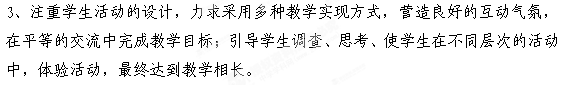 3、注重学生活动的设计，力求采用多种教学实现方式，营造良好的互动气氛，
在平等的交流中完成教学目标；引导学生调查、思考、使学生在不同层次的活动
中，体验活动，最终达到教学相长。